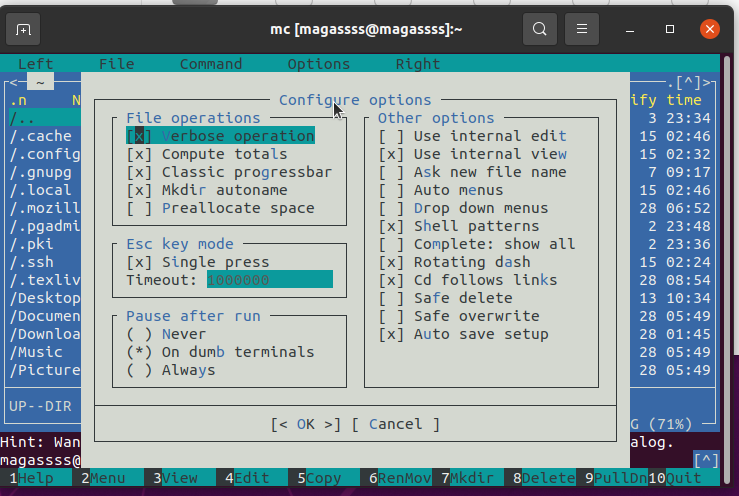 mc [magassss@magassss]:~
Left File Command Options Right
<─ ~ .[^]>
.n N Configure options ify time
/.. File operations Other options 3 23:34
/.cache [x] Verbose operation [ ] Use internal edit 15 02:46
/.config [x] Compute totals [x] Use internal view 15 02:32
/.gnupg [x] Classic progressbar [ ] Ask new file name 7 09:17
/.local [x] Mkdir autoname [ ] Auto menus 15 02:46
/.mozill [ ] Preallocate space [ ] Drop down menus 28 06:52
/.pgadmi [x] Shell patterns 2 23:48
/.pki Esc key mode [ ] Complete: show all 2 23:36
/.ssh [x] Single press [x] Rotating dash 15 02:24
/.texliv Timeout: 1000000 [x] Cd follows links 28 08:54
/Desktop [ ] Safe delete 13 10:34
/Documen Pause after run [ ] Safe overwrite 28 05:49
/Downloa ( ) Never [x] Auto save setup 28 01:45
/Music (*) On dumb terminals 28 05:49
/Picture ( ) Always 28 05:49
UP--DIR [< OK >] [ Cancel ] G (71%)
Hint: Wan alog.
magassss@ [^]
1Help 2Menu 3View 4Edit 5Copy 6RenMov 7Mkdir 8Delete 9PullDn 10Quit